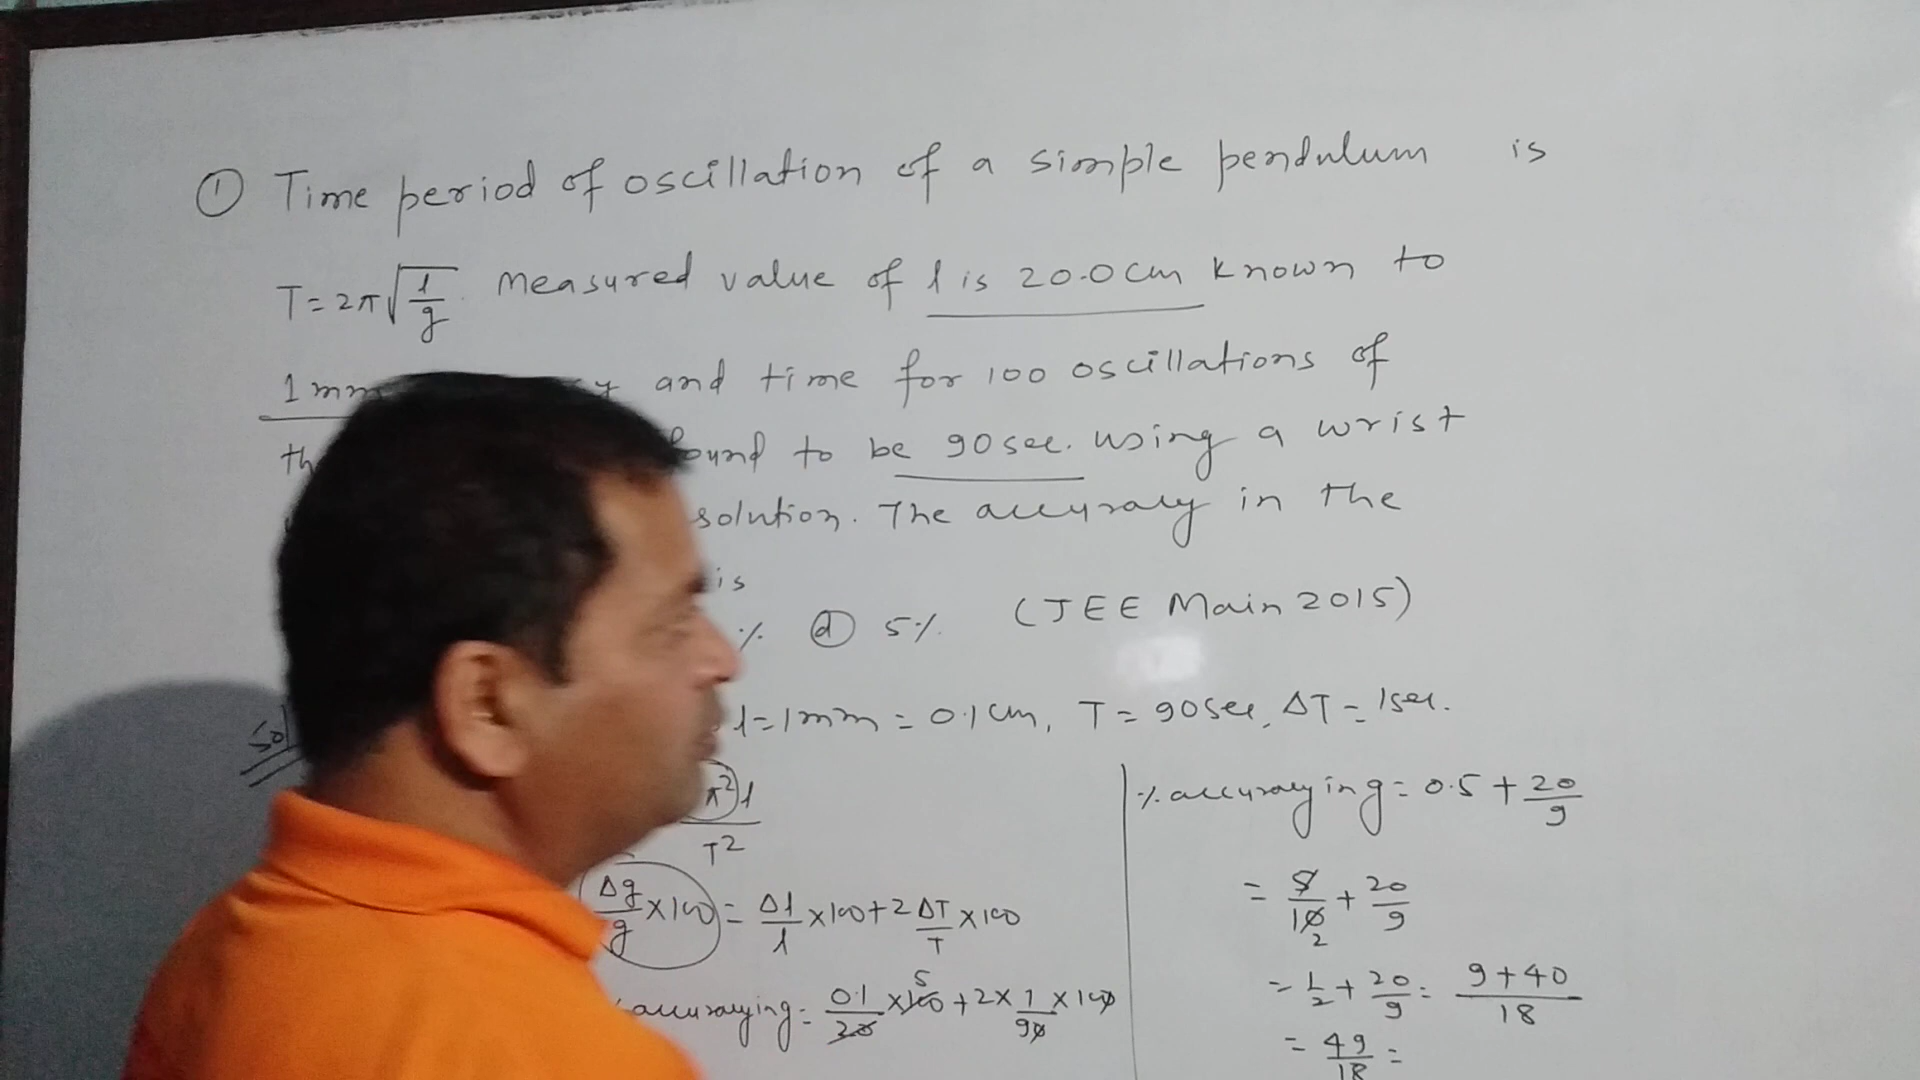 ① Time period of oscillation of a simple pendulum is
T=2π√(l/g). Measured value of l is 20.0cm known to
1mm and time for 100 oscillations of
to be 90sec. using a wrist
solution. The accuracy in the
is
% ⓓ 5% (JEE Main 2015)
Sol
l=1mm=0.1cm, T=90sec, ΔT=1sec.
π²l/T²
Δg/g×100=Δl/l×100+2ΔT/T×100
accuracy in g=0.1/20×100 5+2×1/90×100
% accuracy in g=0.5+20/9
=5/10 2+20/9
=1/2+20/9=9+40/18
=49/18=